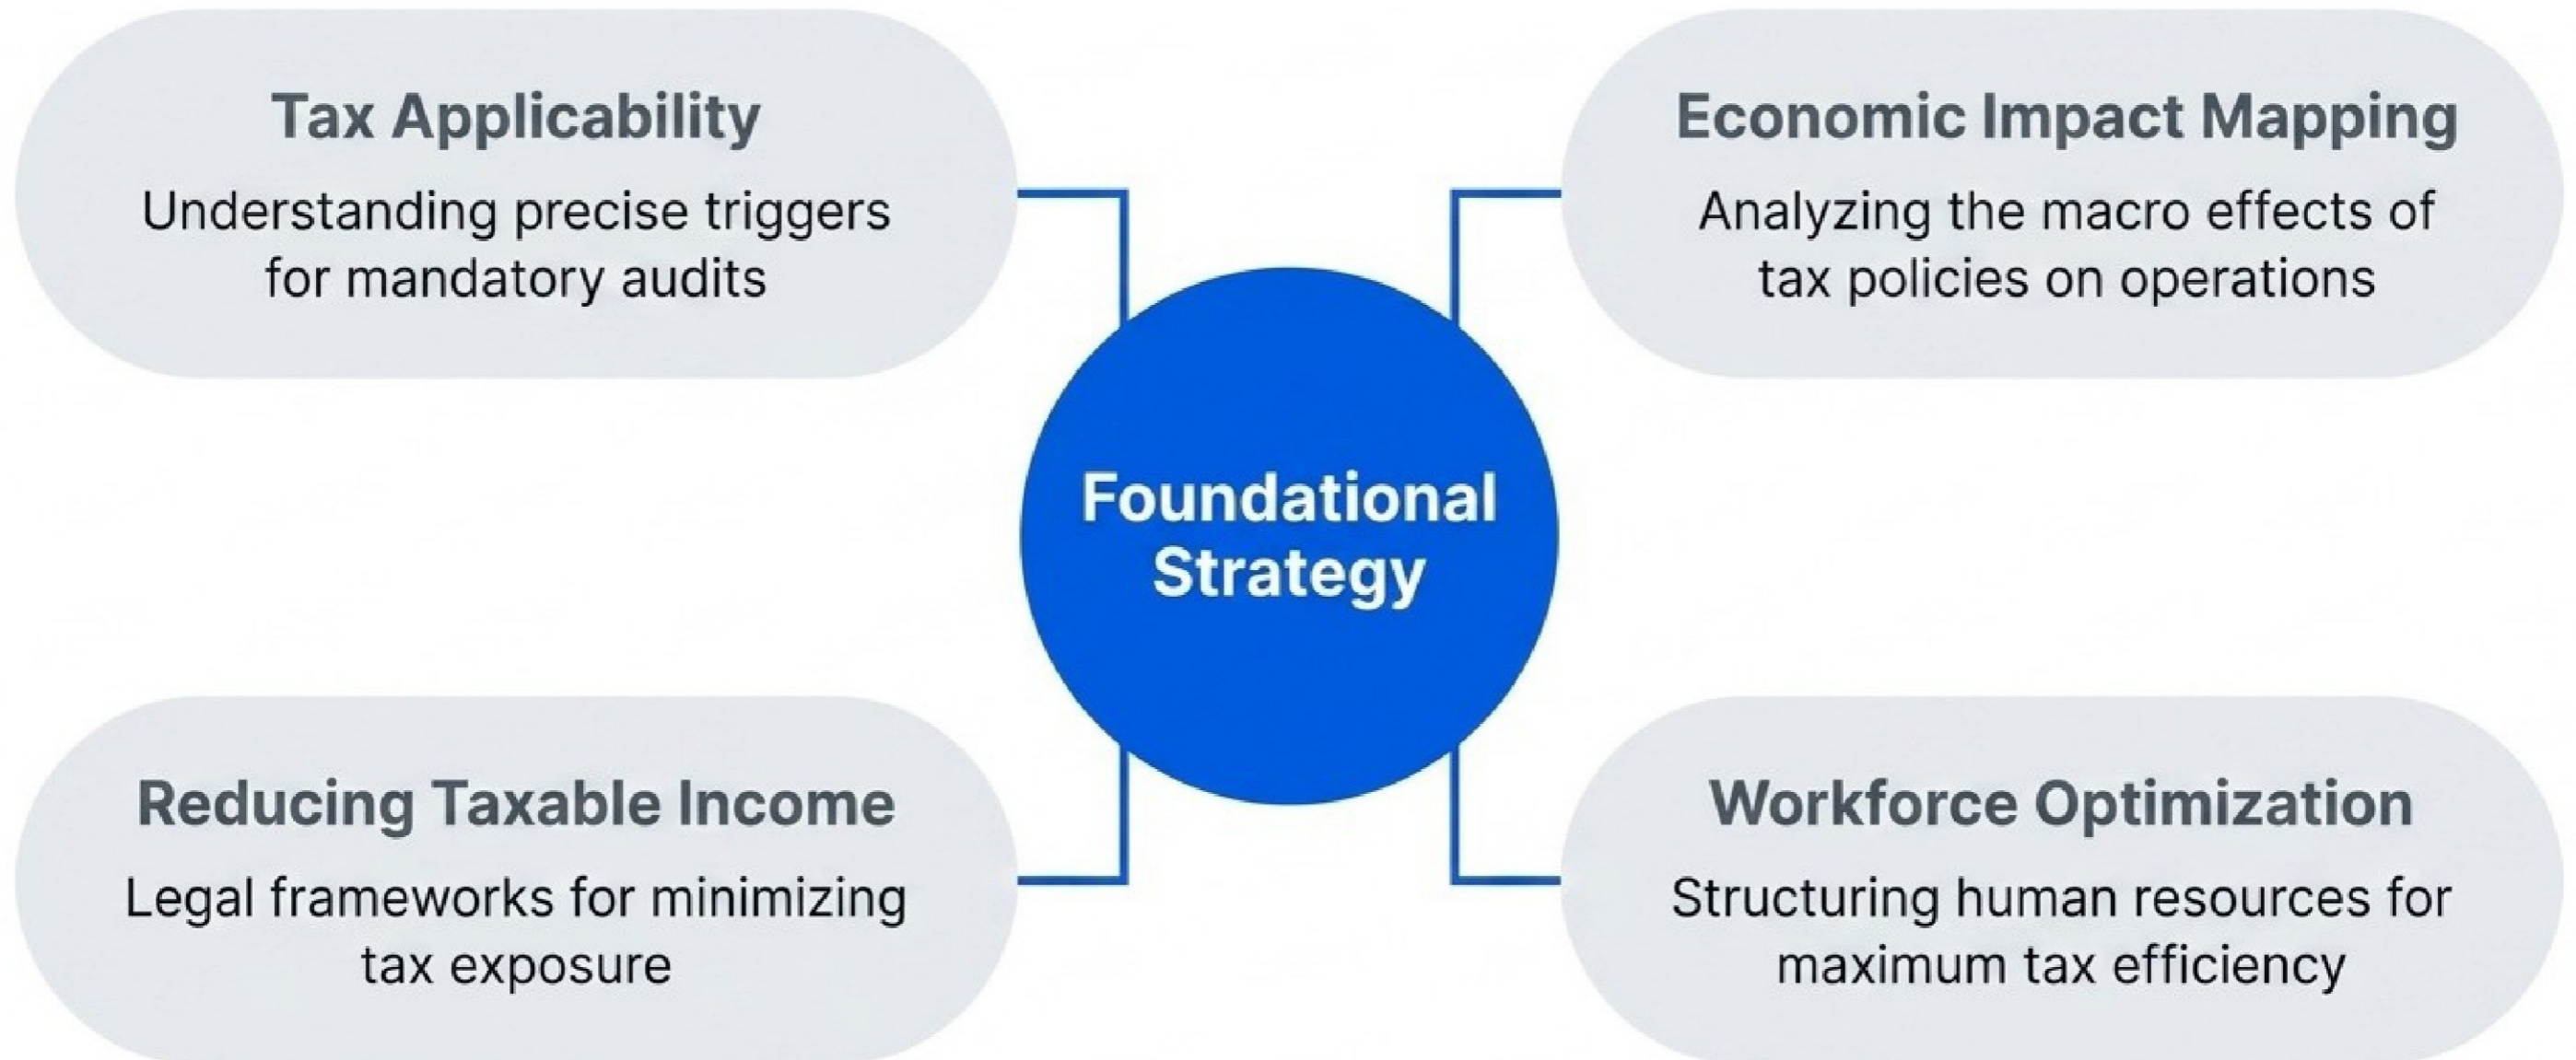 Tax Applicability
Understanding precise triggers
for mandatory audits
Economic Impact Mapping
Analyzing the macro effects of
tax policies on operations
Foundational
Strategy
Reducing Taxable Income
Legal frameworks for minimizing
tax exposure
Workforce Optimization
Structuring human resources for
maximum tax efficiency